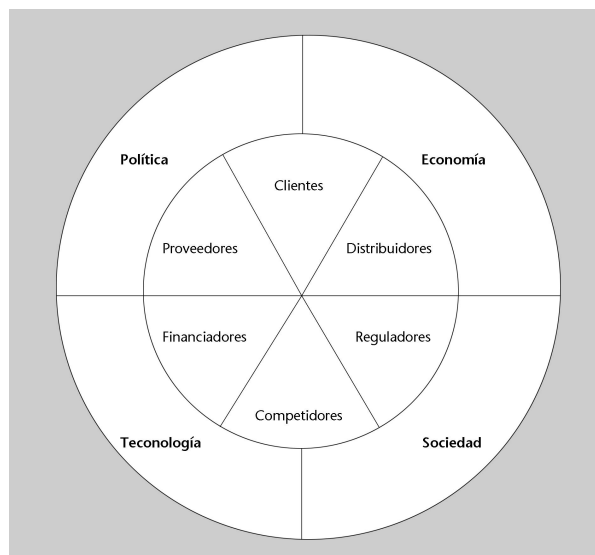 Clientes
Política
Economía
Proveedores
Distribuidores
Financiadores
Reguladores
Competidores
Teconología
Sociedad